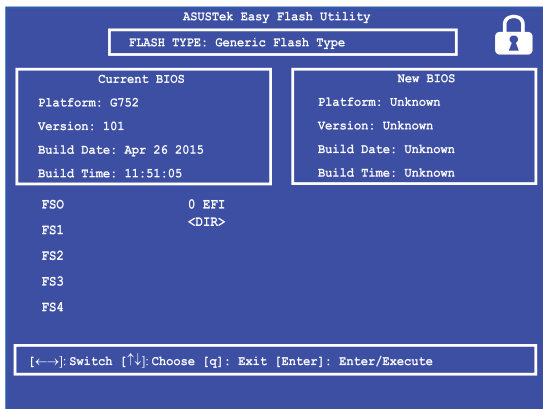 ASUSTek Easy Flash Utility
FLASH TYPE: Generic Flash Type
Current BIOS
Platform: G752
Version: 101
Build Date: Apr 26 2015
Build Time: 11:51:05
New BIOS
Platform: Unknown
Version: Unknown
Build Date: Unknown
Build Time: Unknown
FSO
FS1
FS2
FS3
FS4
0 EFI
<DIR>
[←→]: Switch [↑↓]: Choose [q]: Exit [Enter]: Enter/Execute